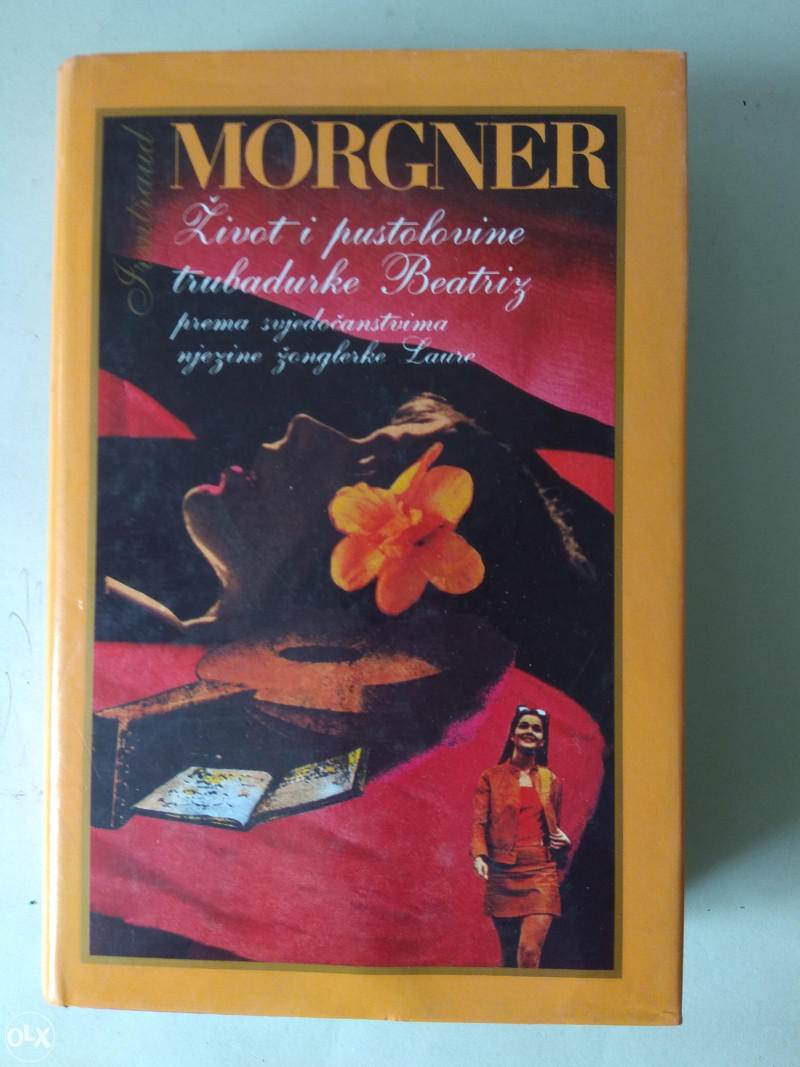 Irmtraud
MORGNER
Život i pustolovine
trubadurke Beatriz
prema svjedočanstvima
njezine žonglerke Laure
OLX